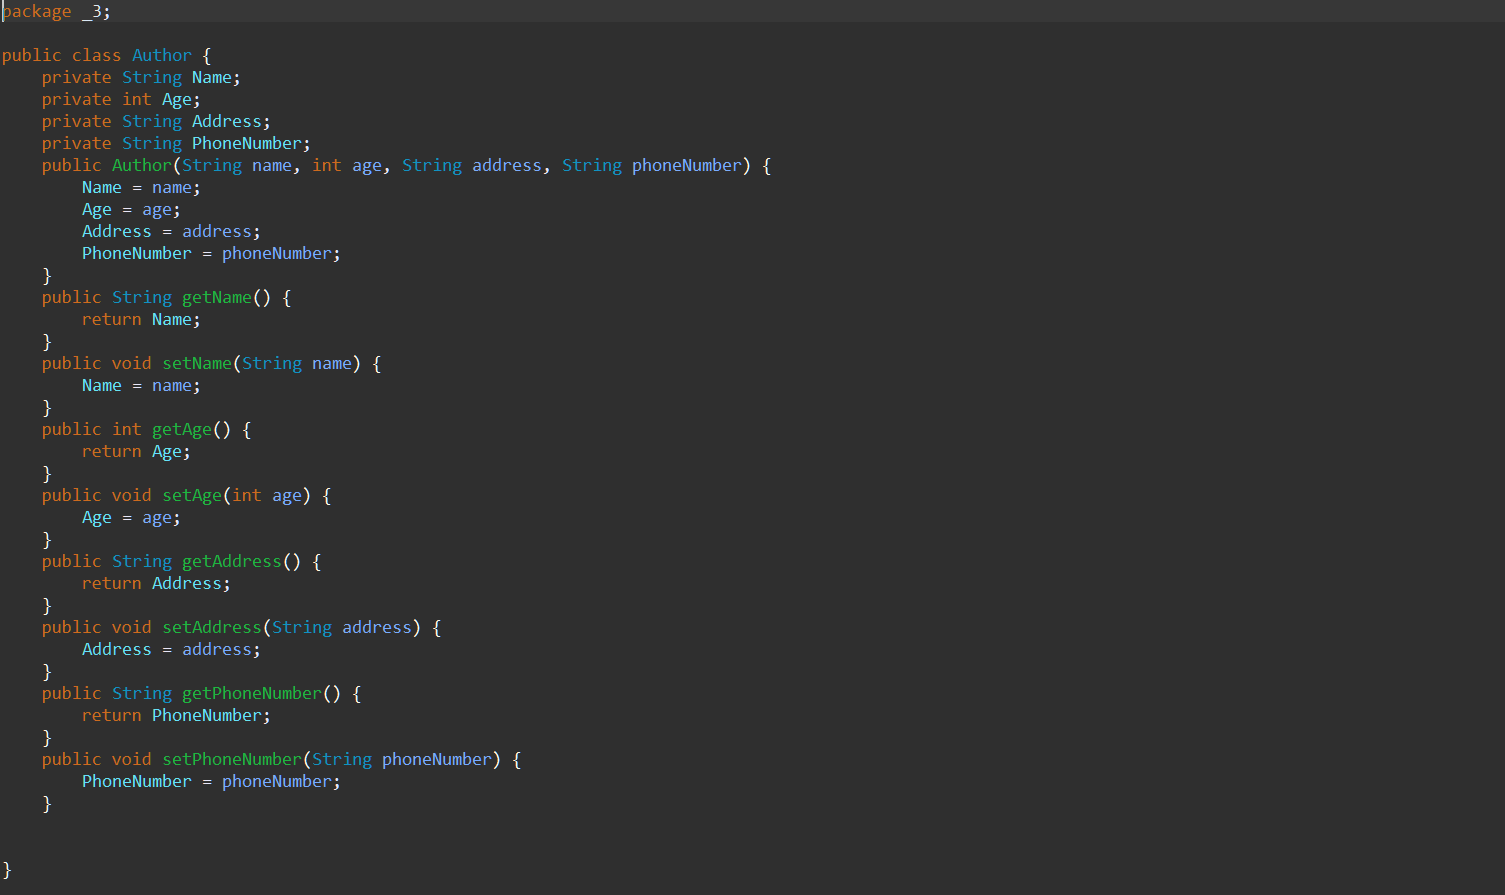 package _3;

public class Author {
    private String Name;
    private int Age;
    private String Address;
    private String PhoneNumber;
    public Author(String name, int age, String address, String phoneNumber) {
        Name = name;
        Age = age;
        Address = address;
        PhoneNumber = phoneNumber;
    }
    public String getName() {
        return Name;
    }
    public void setName(String name) {
        Name = name;
    }
    public int getAge() {
        return Age;
    }
    public void setAge(int age) {
        Age = age;
    }
    public String getAddress() {
        return Address;
    }
    public void setAddress(String address) {
        Address = address;
    }
    public String getPhoneNumber() {
        return PhoneNumber;
    }
    public void setPhoneNumber(String phoneNumber) {
        PhoneNumber = phoneNumber;
    }


}